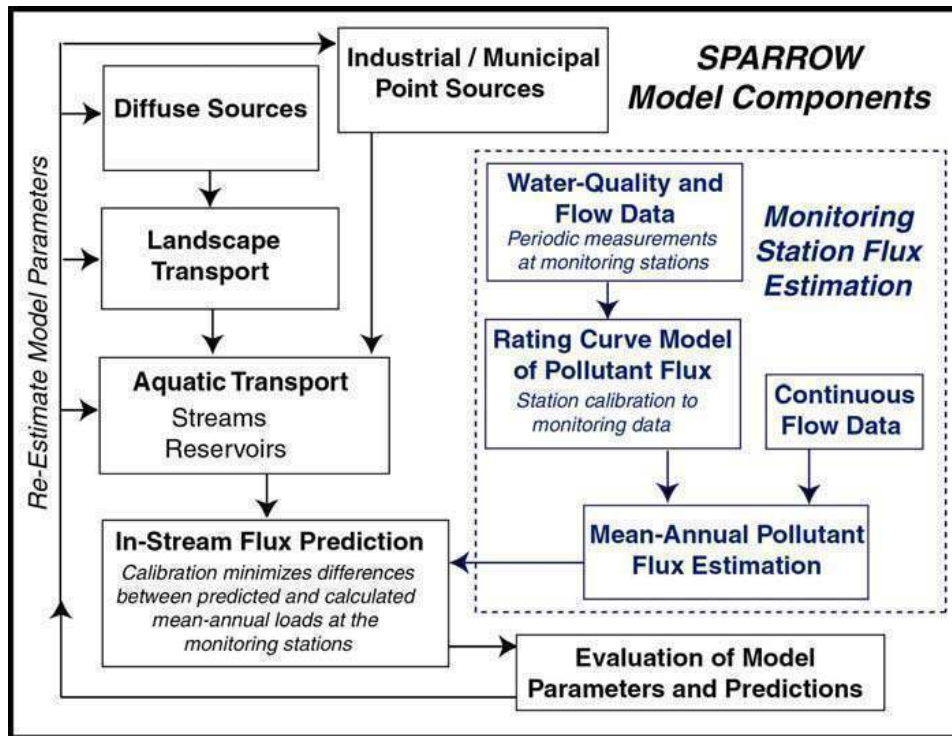 SPARROW
Model Components
Industrial / Municipal
Point Sources
Diffuse Sources
Landscape
Transport
Aquatic Transport
Streams
Reservoirs
In-Stream Flux Prediction
Calibration minimizes differences
between predicted and calculated
mean-annual loads at the
monitoring stations
Re-Estimate Model Parameters
Water-Quality and
Flow Data
Periodic measurements
at monitoring stations
Monitoring
Station Flux
Estimation
Rating Curve Model
of Pollutant Flux
Station calibration to
monitoring data
Continuous
Flow Data
Mean-Annual Pollutant
Flux Estimation
Evaluation of Model
Parameters and Predictions